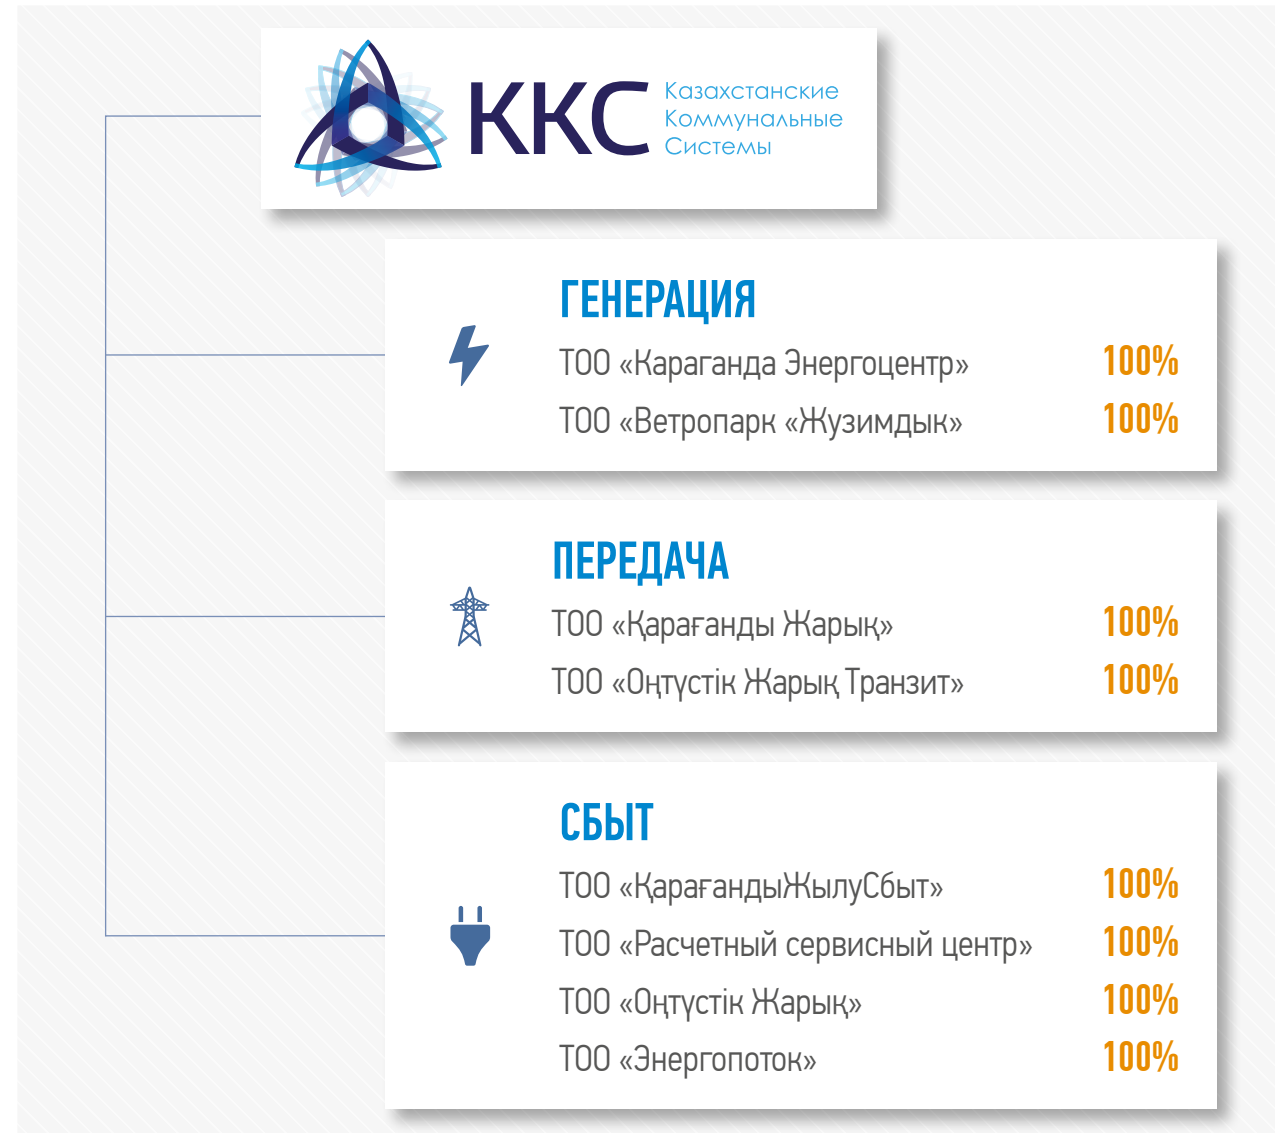 ККС
Казахстанские
Коммунальные
Системы
ГЕНЕРАЦИЯ
ТОО «Караганда Энергоцентр» 100%
ТОО «Ветропарк «Жузимдык» 100%
ПЕРЕДАЧА
ТОО «Қарағанды Жарық» 100%
ТОО «Оңтүстік Жарық Транзит» 100%
СБЫТ
ТОО «ҚарағандыЖылуСбыт» 100%
ТОО «Расчетный сервисный центр» 100%
ТОО «Оңтүстік Жарық» 100%
ТОО «Энергопоток» 100%